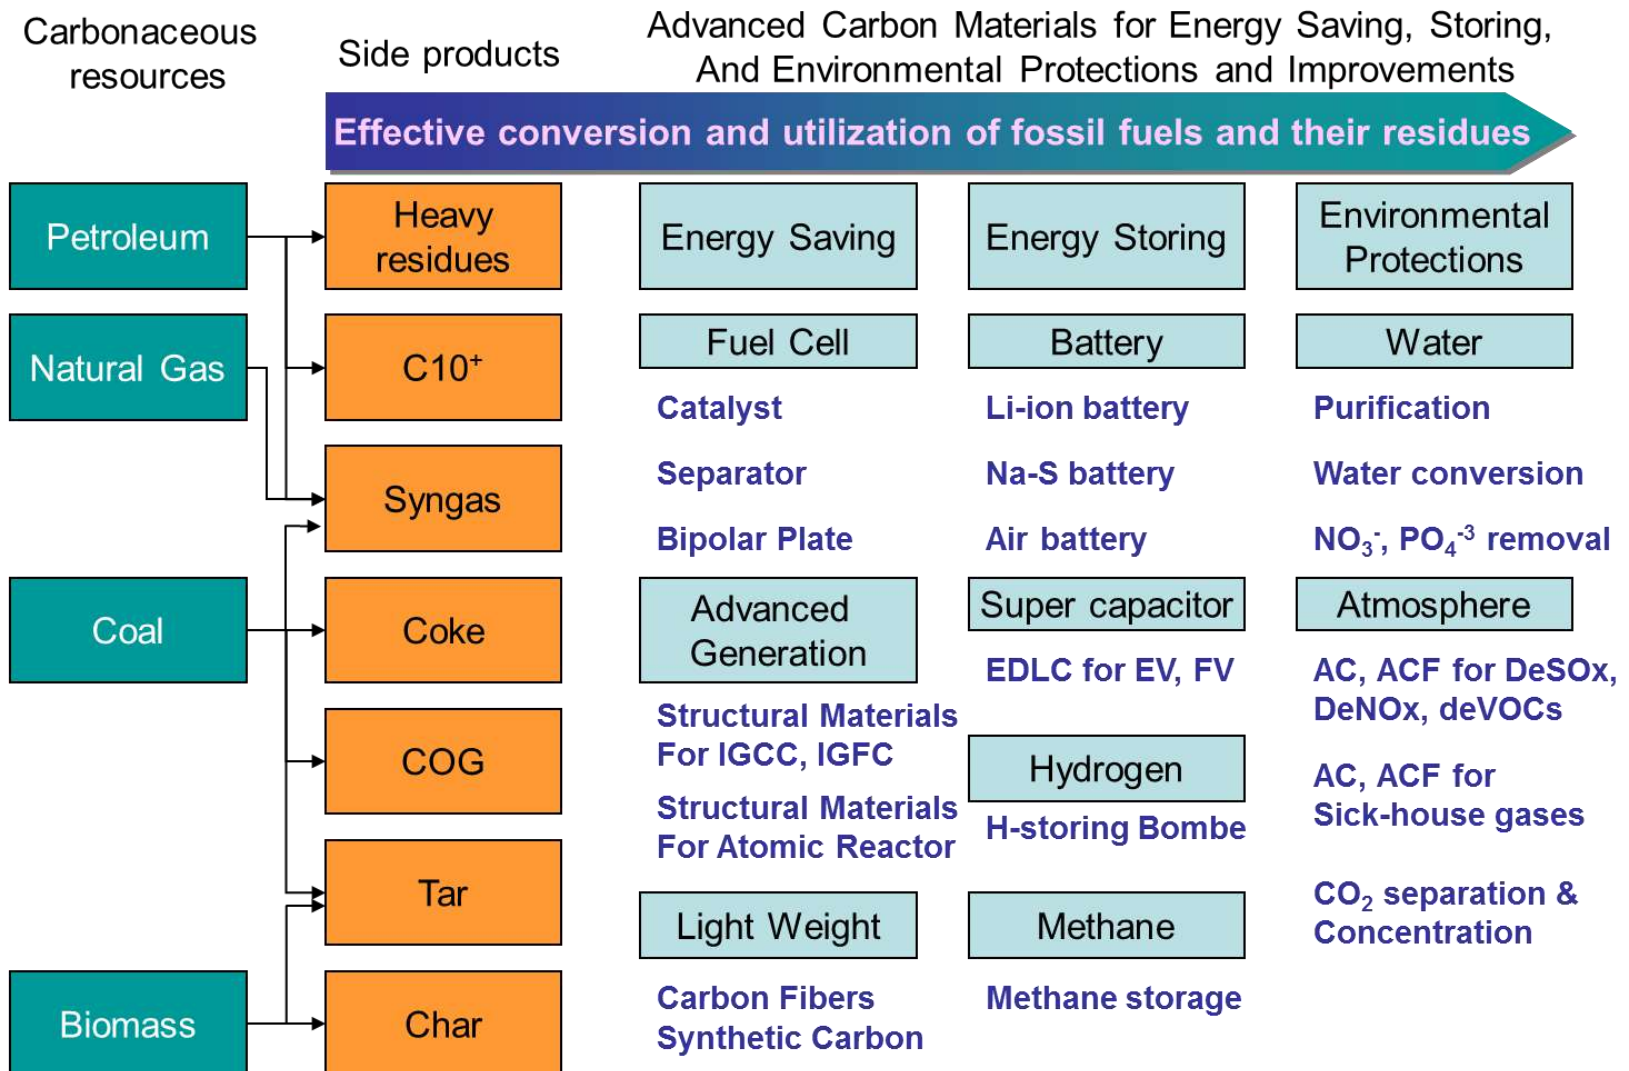 Carbonaceous
resources
Side products
Advanced Carbon Materials for Energy Saving, Storing,
And Environmental Protections and Improvements
Effective conversion and utilization of fossil fuels and their residues
Petroleum
Natural Gas
Coal
Biomass
Heavy
residues
C10⁺
Syngas
Coke
COG
Tar
Char
Energy Saving
Fuel Cell
Catalyst
Separator
Bipolar Plate
Advanced
Generation
Structural Materials
For IGCC, IGFC
Structural Materials
For Atomic Reactor
Light Weight
Carbon Fibers
Synthetic Carbon
Energy Storing
Battery
Li-ion battery
Na-S battery
Air battery
Super capacitor
EDLC for EV, FV
Hydrogen
H-storing Bombe
Methane
Methane storage
Environmental
Protections
Water
Purification
Water conversion
NO₃⁻, PO₄⁻³ removal
Atmosphere
AC, ACF for DeSOx,
DeNOx, deVOCs
AC, ACF for
Sick-house gases
CO₂ separation &
Concentration